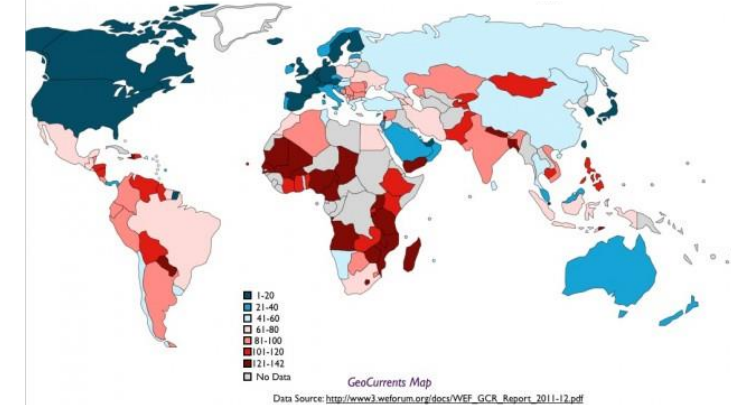 1-20
21-40
41-60
61-80
81-100
101-120
121-142
No Data
GeoCurrents Map
Data Source: http://www3.weforum.org/docs/WEF_GCR_Report_2011-12.pdf